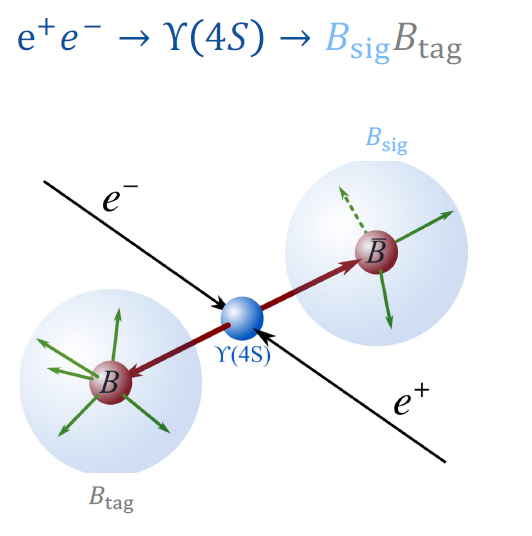 e⁺e⁻ → ϒ(4S) → B_sig B_tag
B_sig
e⁻
B̄
ϒ(4S)
B
e⁺
B_tag